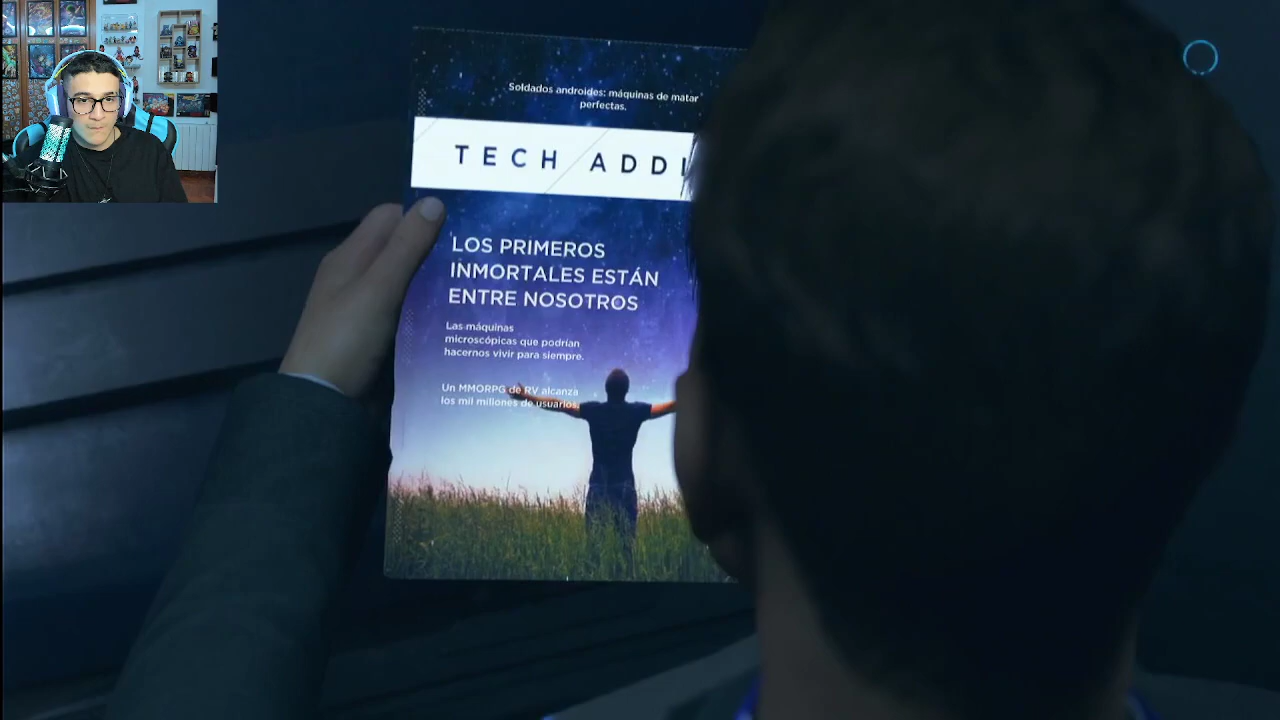 Soldados androides: máquinas de matar
perfectas.
TECH ADDI
LOS PRIMEROS
INMORTALES ESTÁN
ENTRE NOSOTROS
Las máquinas
microscópicas que podrían
hacernos vivir para siempre.
Un MMORPG de RV alcanza
los mil millones de usuarios.